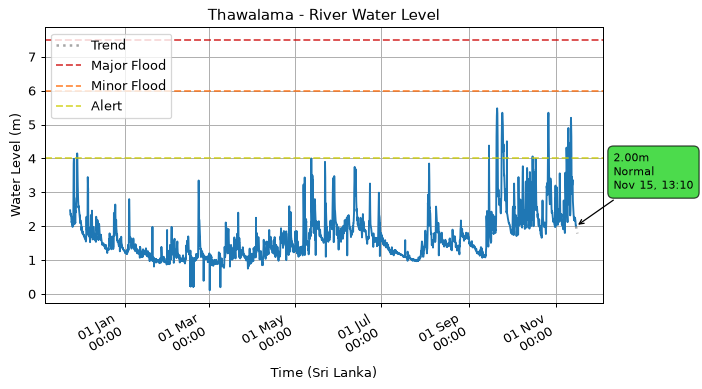 Thawalama - River Water Level
Trend
Major Flood
Minor Flood
Alert
Water Level (m)
7
6
5
4
3
2
1
0
2.00m
Normal
Nov 15, 13:10
01 Jan
00:00
01 Mar
00:00
01 May
00:00
01 Jul
00:00
01 Sep
00:00
01 Nov
00:00
Time (Sri Lanka)